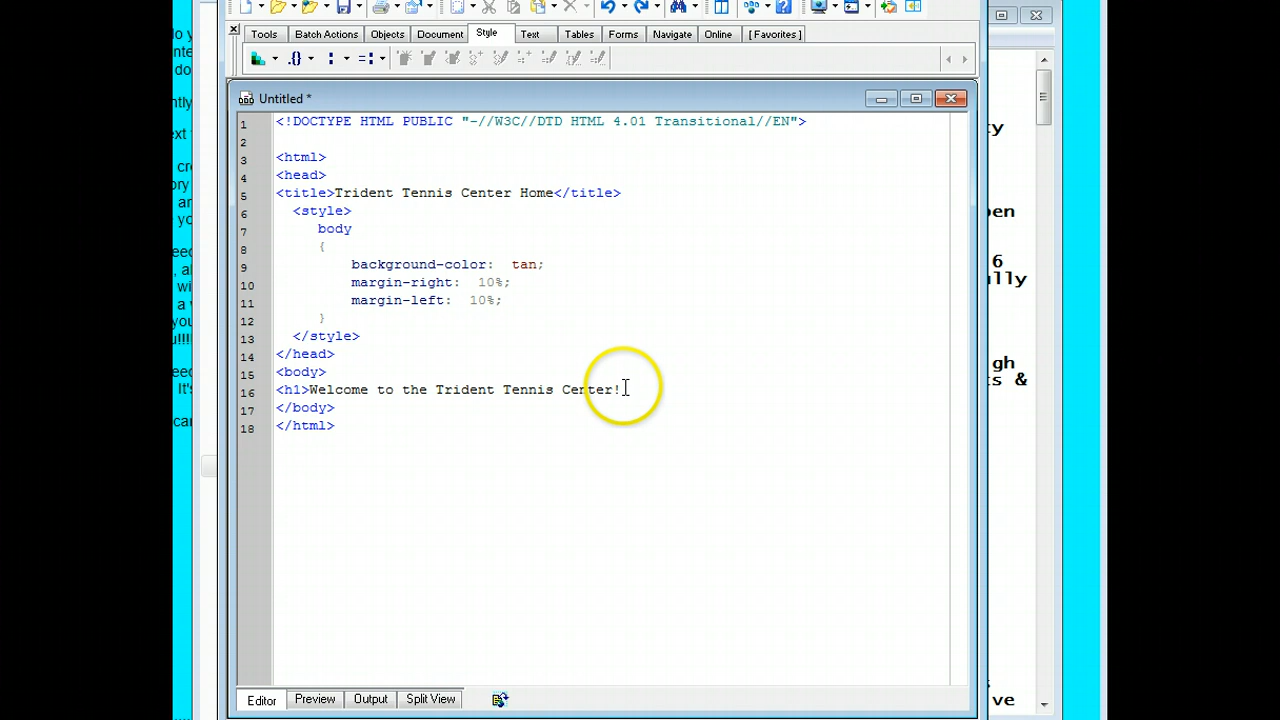 Tools Batch Actions Objects Document Style Text Tables Forms Navigate Online [ Favorites ]
Untitled *
1 <!DOCTYPE HTML PUBLIC "-//W3C//DTD HTML 4.01 Transitional//EN">
2
3 <html>
4 <head>
5 <title>Trident Tennis Center Home</title>
6 <style>
7 body
8 {
9 background-color: tan;
10 margin-right: 10%;
11 margin-left: 10%;
12 }
13 </style>
14 </head>
15 <body>
16 <h1>Welcome to the Trident Tennis Center!
17 </body>
18 </html>
Editor Preview Output Split View